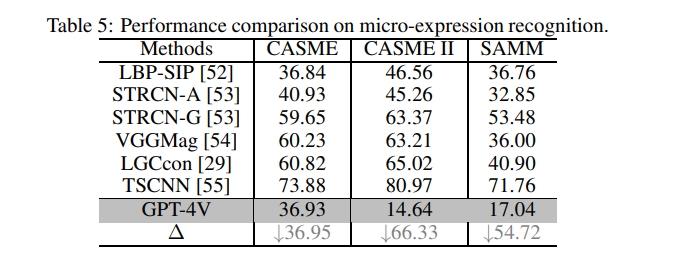 Table 5: Performance comparison on micro-expression recognition.
Methods CASME CASME II SAMM
LBP-SIP [52] 36.84 46.56 36.76
STRCN-A [53] 40.93 45.26 32.85
STRCN-G [53] 59.65 63.37 53.48
VGGMag [54] 60.23 63.21 36.00
LGCcon [29] 60.82 65.02 40.90
TSCNN [55] 73.88 80.97 71.76
GPT-4V 36.93 14.64 17.04
Δ ↓36.95 ↓66.33 ↓54.72